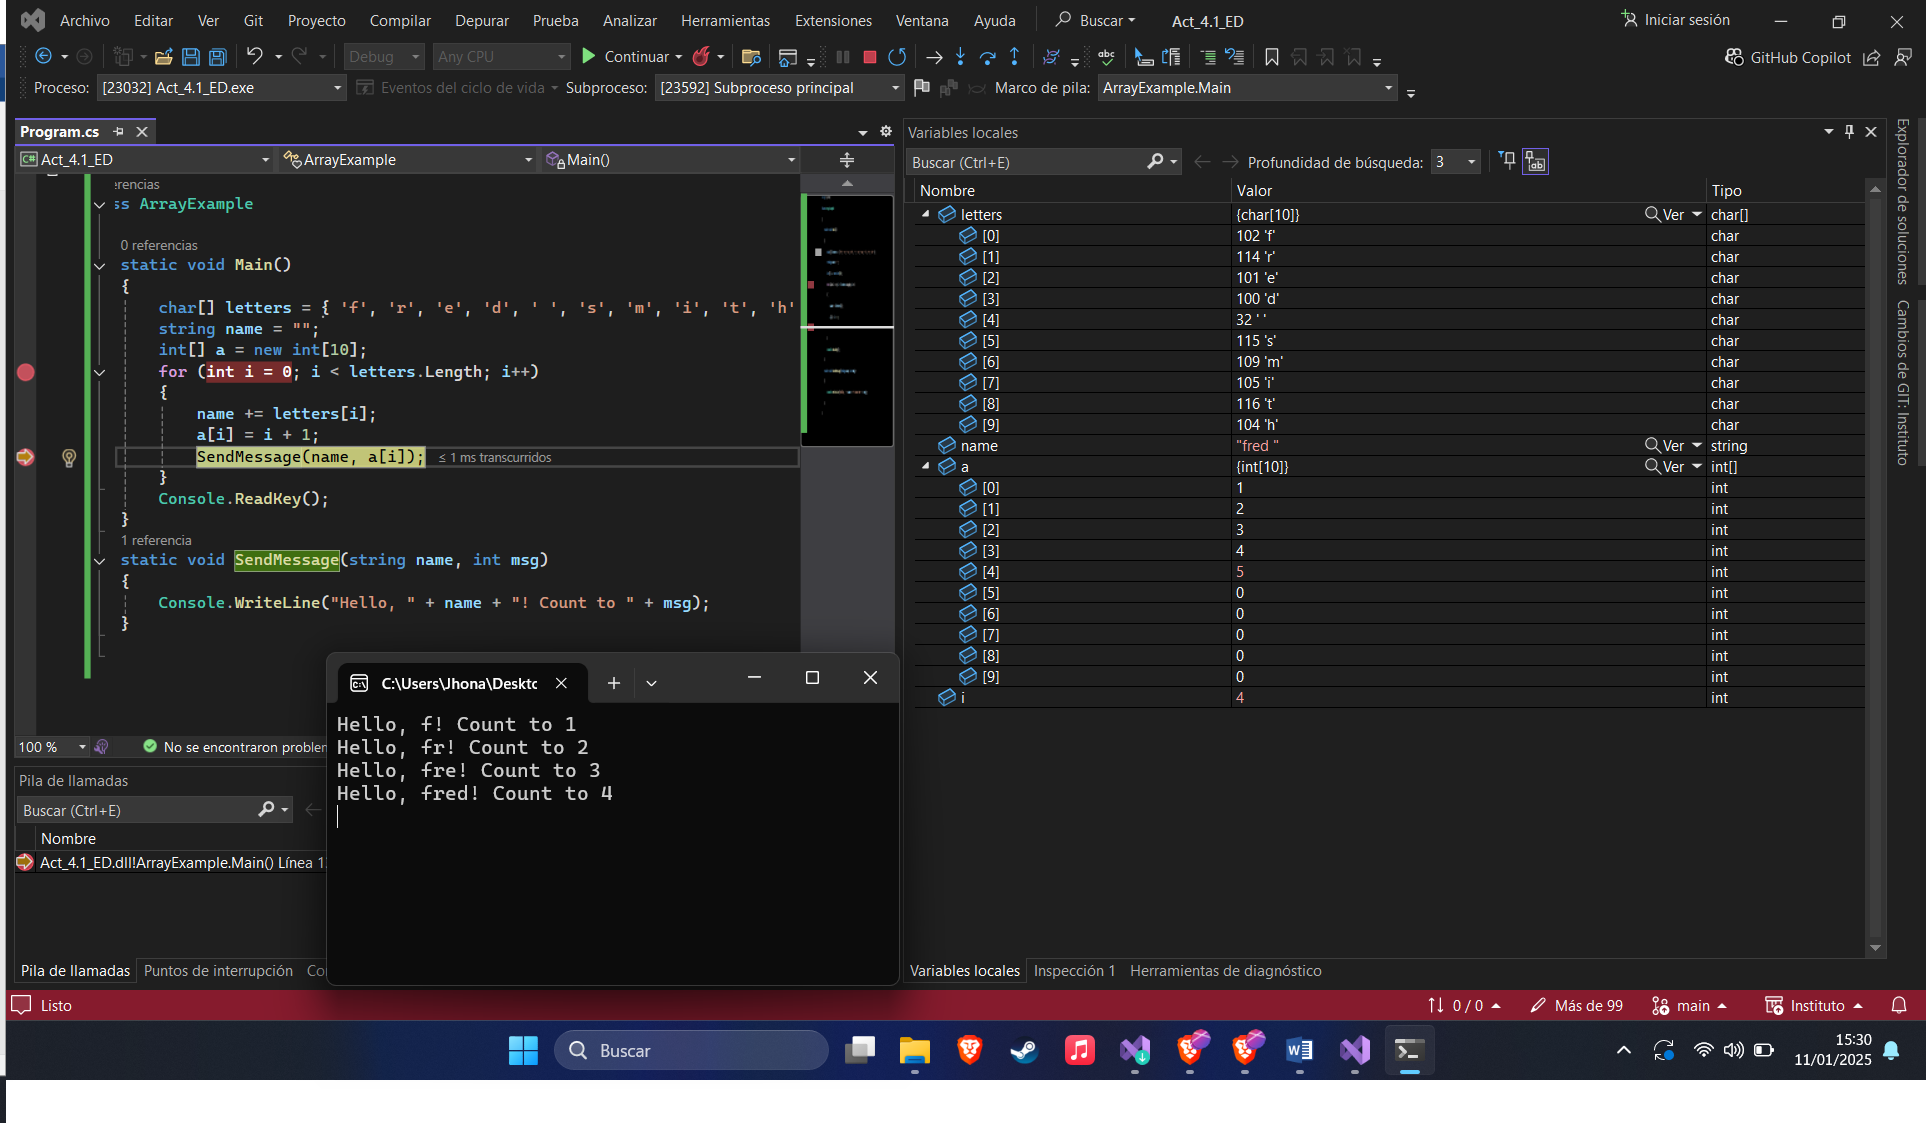 Archivo Editar Ver Git Proyecto Compilar Depurar Prueba Analizar Herramientas Extensiones Ventana Ayuda Buscar Act_4.1_ED Iniciar sesión
Debug Any CPU Continuar GitHub Copilot
Proceso: [23032] Act_4.1_ED.exe Eventos del ciclo de vida Subproceso: [23592] Subproceso principal Marco de pila: ArrayExample.Main
Program.cs
Act_4.1_ED ArrayExample Main()
erencias
ss ArrayExample
0 referencias
static void Main()
{
char[] letters = { 'f', 'r', 'e', 'd', ' ', 's', 'm', 'i', 't', 'h'
string name = "";
int[] a = new int[10];
for (int i = 0; i < letters.Length; i++)
{
name += letters[i];
a[i] = i + 1;
SendMessage(name, a[i]); ≤ 1 ms transcurridos
}
Console.ReadKey();
}
1 referencia
static void SendMessage(string name, int msg)
{
Console.WriteLine("Hello, " + name + "! Count to " + msg);
}
100 % No se encontraron probler
Pila de llamadas
Buscar (Ctrl+E)
Nombre
Act_4.1_ED.dll!ArrayExample.Main() Línea 1
Pila de llamadas Puntos de interrupción Co
C:\Users\Jhona\Deskto
Hello, f! Count to 1
Hello, fr! Count to 2
Hello, fre! Count to 3
Hello, fred! Count to 4
Variables locales
Buscar (Ctrl+E) Profundidad de búsqueda: 3
Nombre Valor Tipo
letters {char[10]} Ver char[]
[0] 102 'f' char
[1] 114 'r' char
[2] 101 'e' char
[3] 100 'd' char
[4] 32 ' ' char
[5] 115 's' char
[6] 109 'm' char
[7] 105 'i' char
[8] 116 't' char
[9] 104 'h' char
name "fred " Ver string
a {int[10]} Ver int[]
[0] 1 int
[1] 2 int
[2] 3 int
[3] 4 int
[4] 5 int
[5] 0 int
[6] 0 int
[7] 0 int
[8] 0 int
[9] 0 int
i 4 int
Variables locales Inspección 1 Herramientas de diagnóstico
Explorador de soluciones
Cambios de GIT: Instituto
Listo 0 / 0 Más de 99 main Instituto
Buscar
15:30
11/01/2025